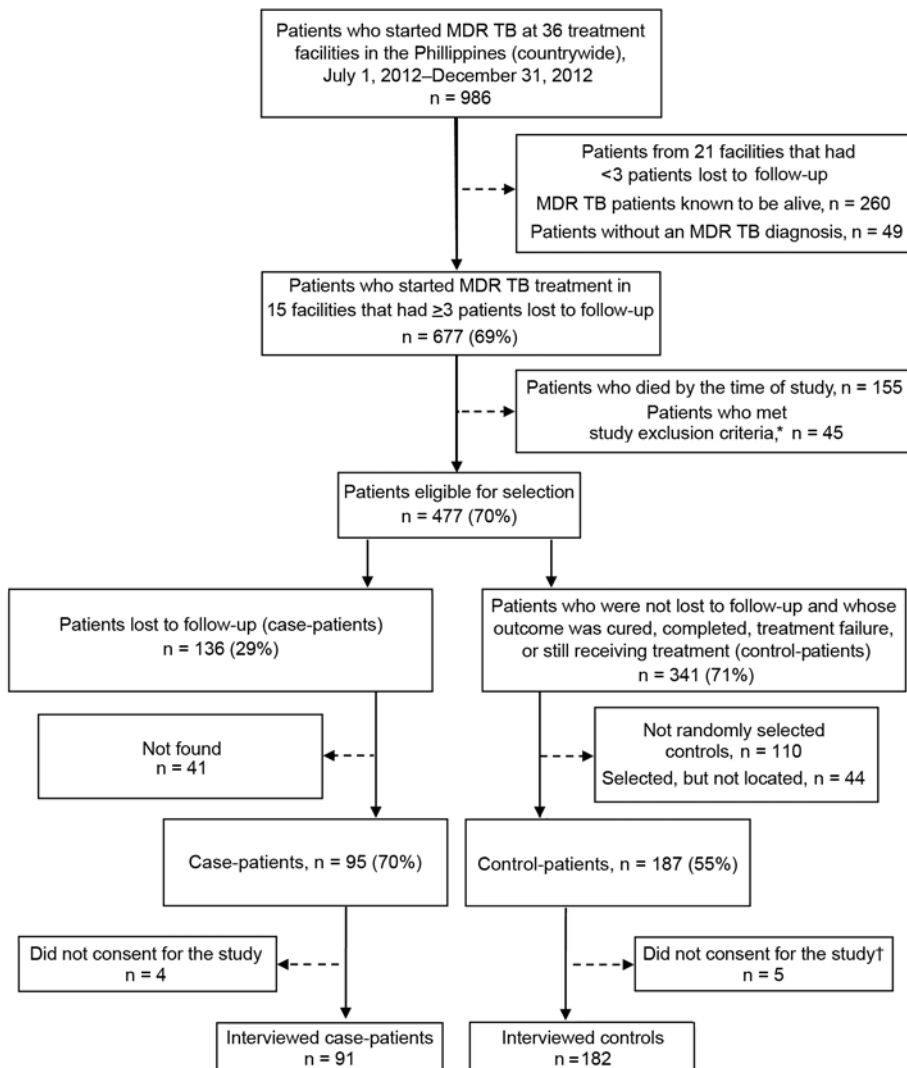 Patients who started MDR TB at 36 treatment
facilities in the Phillippines (countrywide),
July 1, 2012–December 31, 2012
n = 986
Patients from 21 facilities that had
<3 patients lost to follow-up
MDR TB patients known to be alive, n = 260
Patients without an MDR TB diagnosis, n = 49
Patients who started MDR TB treatment in
15 facilities that had ≥3 patients lost to follow-up
n = 677 (69%)
Patients who died by the time of study, n = 155
Patients who met
study exclusion criteria,* n = 45
Patients eligible for selection
n = 477 (70%)
Patients lost to follow-up (case-patients)
n = 136 (29%)
Patients who were not lost to follow-up and whose
outcome was cured, completed, treatment failure,
or still receiving treatment (control-patients)
n = 341 (71%)
Not found
n = 41
Not randomly selected
controls, n = 110
Selected, but not located, n = 44
Case-patients, n = 95 (70%)
Control-patients, n = 187 (55%)
Did not consent for the study
n = 4
Did not consent for the study†
n = 5
Interviewed case-patients
n = 91
Interviewed controls
n =182